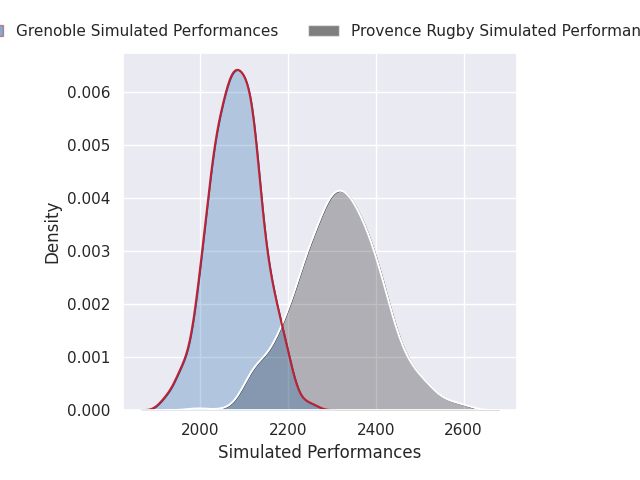 Grenoble Simulated Performances
Provence Rugby Simulated Performan
0.006
0.005
0.004
0.003
0.002
0.001
0.000
Density
2000
2200
2400
2600
Simulated Performances